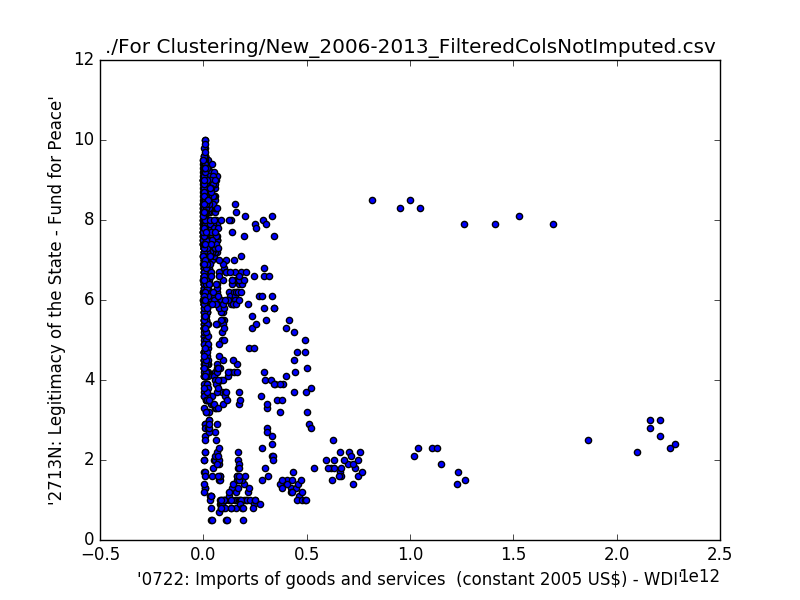 ./For Clustering/New_2006-2013_FilteredColsNotImputed.csv
12
10
8
6
4
2
0
'2713N: Legitimacy of the State - Fund for Peace'
−0.5 0.0 0.5 1.0 1.5 2.0 2.5
1e12
'0722: Imports of goods and services  (constant 2005 US$) - WDI'